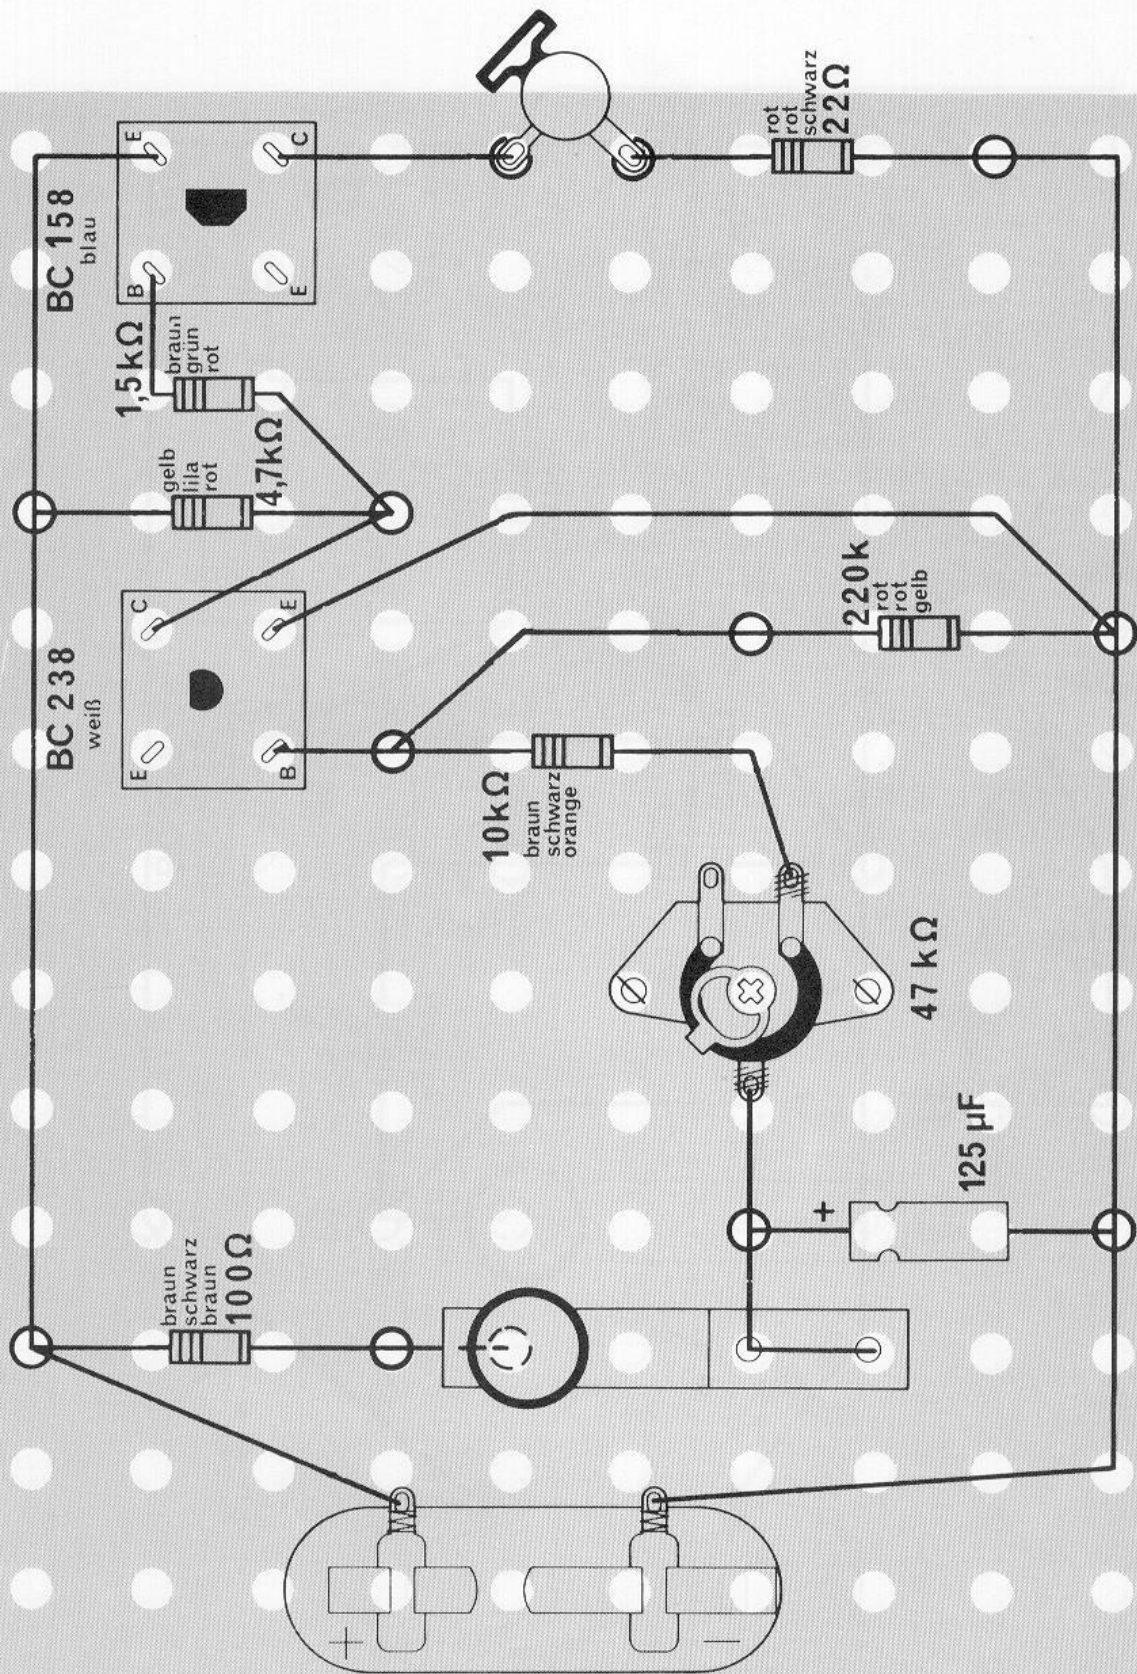 BC 158
blau
E
C
B
E
rot
rot
schwarz
22Ω
1,5kΩ
braun
grün
rot
gelb
lila
rot
4,7kΩ
BC 238
weiß
C
E
E
B
220k
rot
rot
gelb
10kΩ
braun
schwarz
orange
47 kΩ
+
125 µF
braun
schwarz
braun
100Ω
+
−